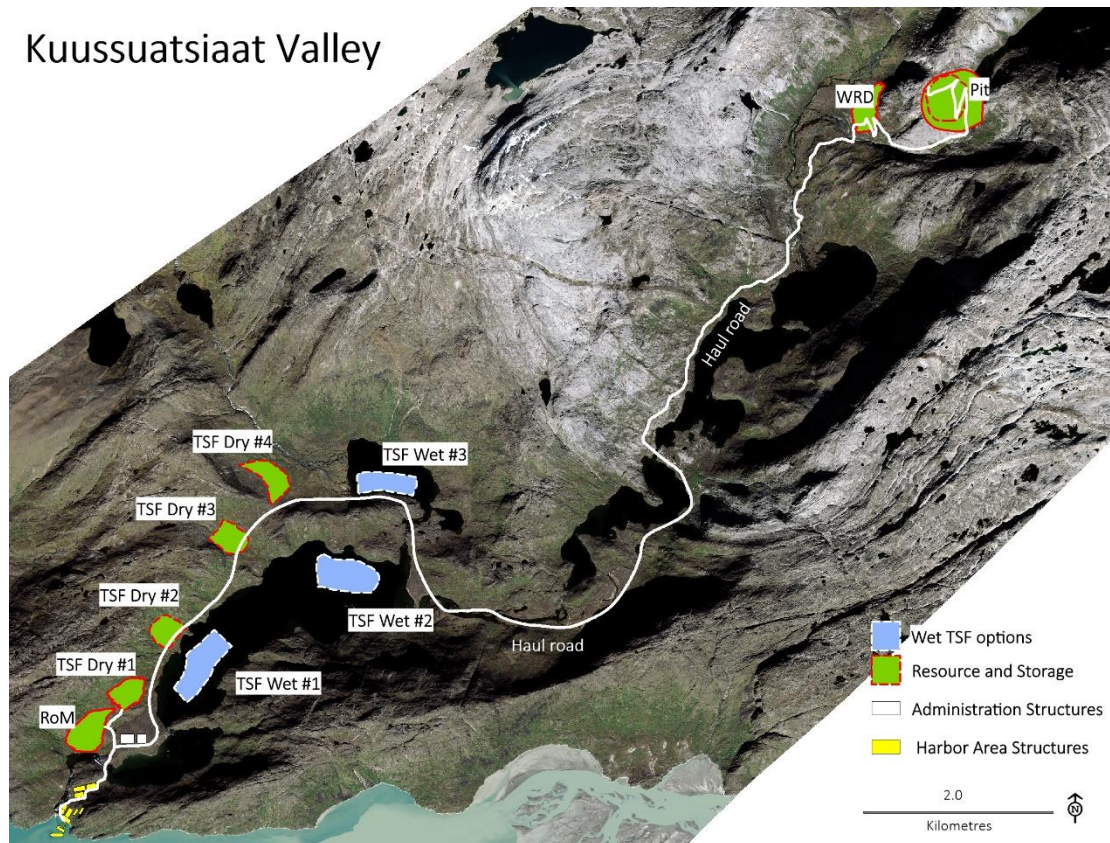 Kuussuatsiaat Valley
WRD
Pit
Haul road
TSF Dry #4
TSF Wet #3
TSF Dry #3
TSF Dry #2
TSF Wet #2
Haul road
TSF Dry #1
TSF Wet #1
RoM
Wet TSF options
Resource and Storage
Administration Structures
Harbor Area Structures
2.0
Kilometres
N